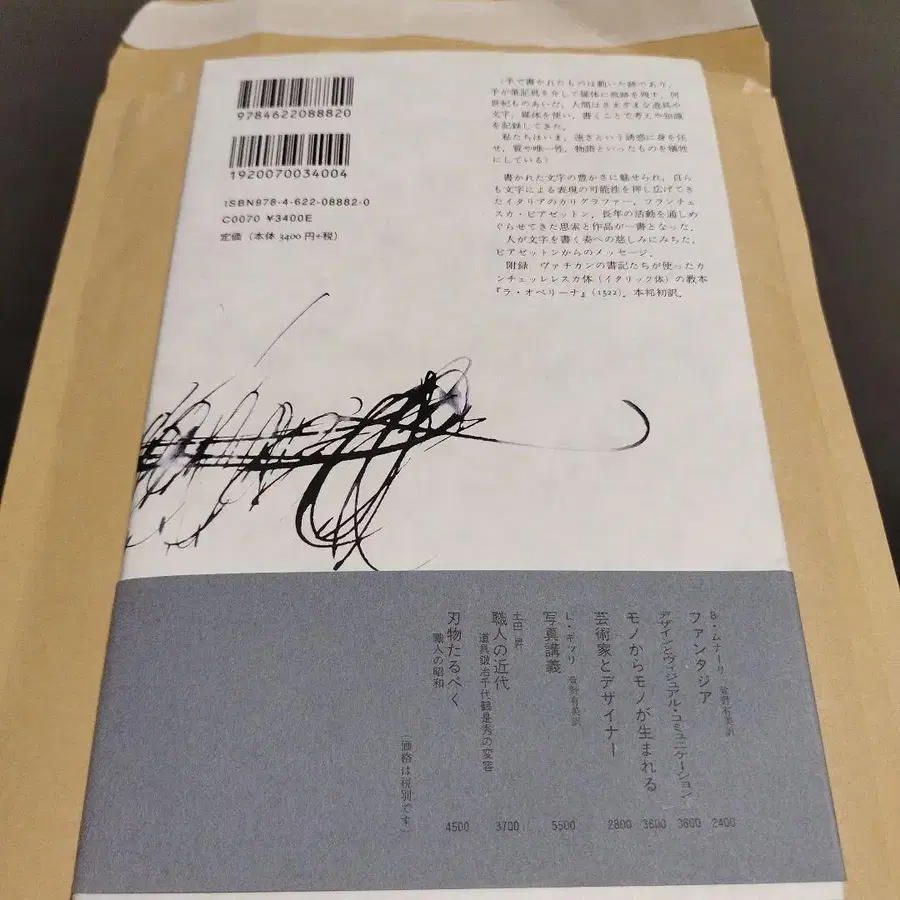 9784622088820
1920070034004
ISBN978-4-622-08882-0
C0070 ¥3400E
定価（本体 3400 円+税）
〈手で書かれたものは動いた跡であり、
手が筆記具を介して媒体に痕跡を残す。何
世紀ものあいだ、人間はさまざまな道具や
文字、媒体を使い、書くことで考えや知識
を記録してきた。
私たちはいま、速さという誘惑に身を任
せ、質や唯一性、物語といったものを犠牲
にしている〉
書かれた文字の豊かさに魅せられ、自ら
も文字による表現の可能性を押し広げてき
たイタリアのカリグラファー、フランチェ
スカ・ビアゼットン。長年の活動を通しめ
ぐらせてきた思索と作品が一書となった。
人が文字を書く姿への慈しみにみちた、
ビアゼットンからのメッセージ。
附録　ヴァチカンの書記たちが使ったカ
ンチェッレレスカ体（イタリック体）の教本
『ラ・オペリーナ』（1522）、本邦初訳。
B・ムナーリ 菅野有美訳
ファンタジア 2400
デザインとヴィジュアル・コミュニケーション 3600
モノからモノが生まれる 3600
芸術家とデザイナー 2800
L・ギッリ 菅野有美訳
写真講義 5500
土田 昇
職人の近代
道具鍛冶千代鶴是秀の変容 3700
刃物たるべく
職人の昭和 4500
（価格は税別です）